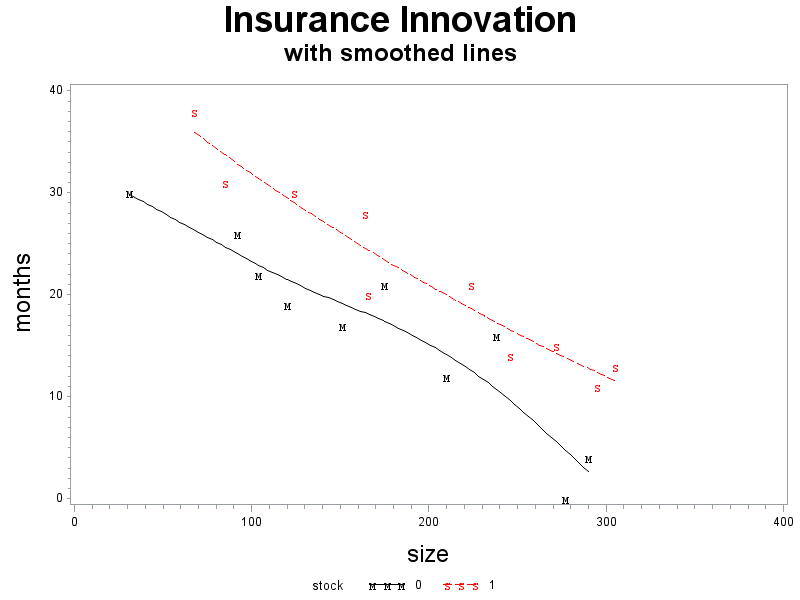 Insurance Innovation
with smoothed lines
40
S
S
M
S
30
S
M
M
M
S
S
20
M
M
M
S
S
M
S
S
10
M
M
0
0 100 200 300 400
months
size
stock M M M 0 S S S 1